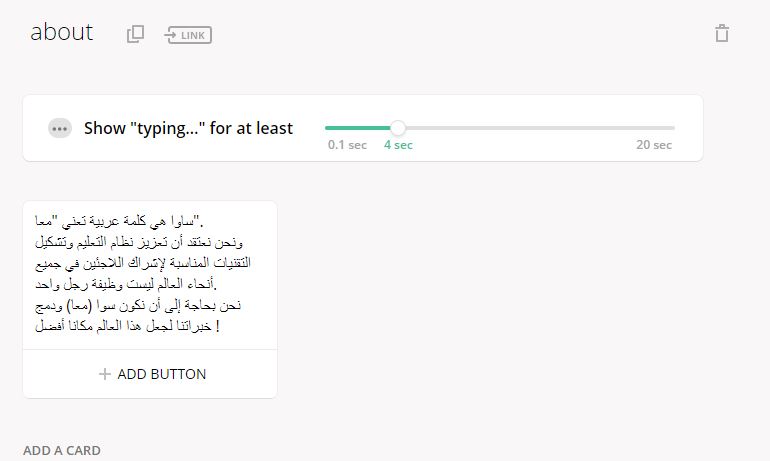 about
LINK
Show "typing..." for at least
0.1 sec
4 sec
20 sec
ساوا هي كلمة عربية تعني "معا".
ونحن نعتقد أن تعزيز نظام التعليم وتشكيل
التقنيات المناسبة لإشراك اللاجئين في جميع
أنحاء العالم ليست وظيفة رجل واحد.
نحن بحاجة إلى أن نكون سوا (معا) ودمج
خبراتنا لجعل هذا العالم مكانا أفضل !
+ ADD BUTTON
ADD A CARD